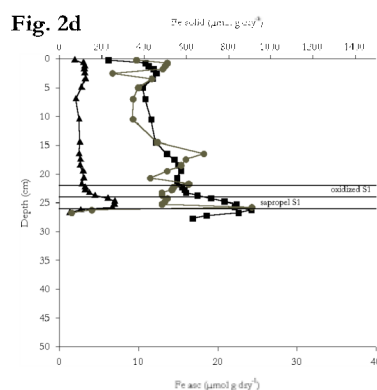 Fig. 2d
Fe solid (μmol g dry⁻¹)
0 200 400 600 800 1000 1200 1400
0
5
10
15
20
25
30
35
40
45
50
Depth (cm)
oxidized S1
sapropel S1
0 10 20 30 40
Fe asc (μmol g dry⁻¹)